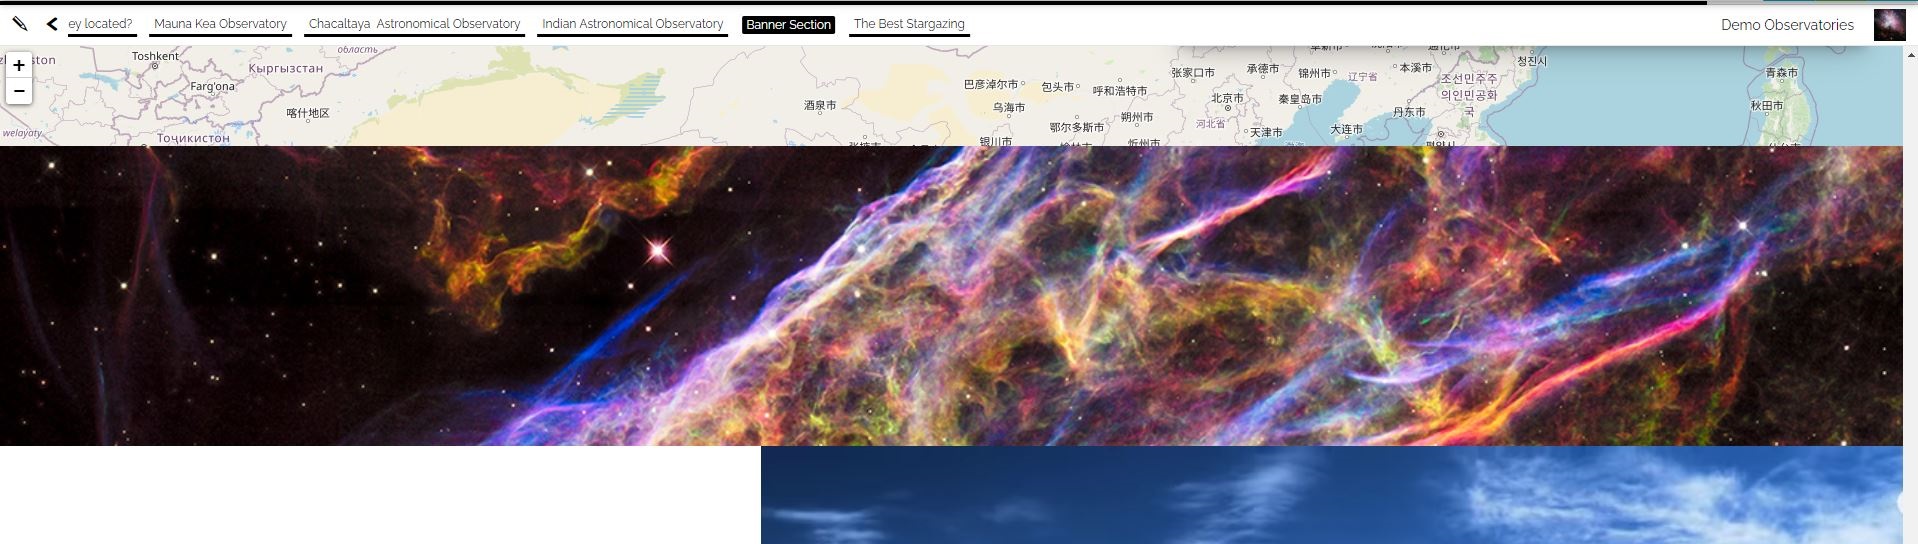 ey located?
Mauna Kea Observatory
Chacaltaya Astronomical Observatory
Indian Astronomical Observatory
Banner Section
The Best Stargazing
Demo Observatories
+
−
Toshkent
область
Кыргызстан
Farg'ona
喀什地区
welayaty
Тоҷикистон
酒泉市
巴彦淖尔市
包头市
呼和浩特市
乌海市
鄂尔多斯市
朔州市
银川市
忻州市
张家口市
承德市
锦州市
辽宁省
本溪市
조선민주주
의인민공화
국
청진시
北京市
秦皇岛市
丹东市
河北省
天津市
大连市
青森市
秋田市